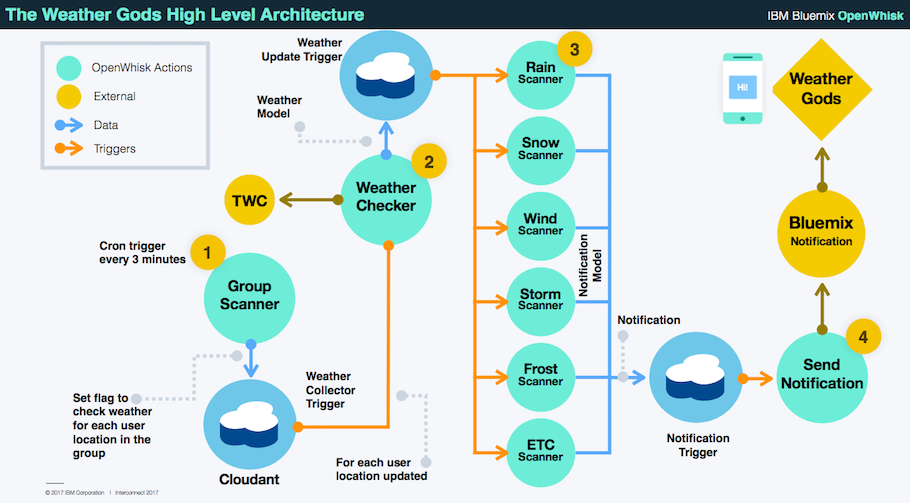 The Weather Gods High Level Architecture
IBM Bluemix OpenWhisk
OpenWhisk Actions
External
Data
Triggers
Weather
Update Trigger
Weather
Model
2
Weather
Checker
TWC
Cron trigger
every 3 minutes
1
Group
Scanner
Set flag to
check weather
for each user
location in the
group
Cloudant
Weather
Collector
Trigger
For each user
location updated
3
Rain
Scanner
Snow
Scanner
Wind
Scanner
Storm
Scanner
Frost
Scanner
ETC
Scanner
Notification
Model
Notification
Notification
Trigger
4
Send
Notification
Bluemix
Notification
Hi!
Weather
Gods
© 2017 IBM Corporation | Interconnect 2017